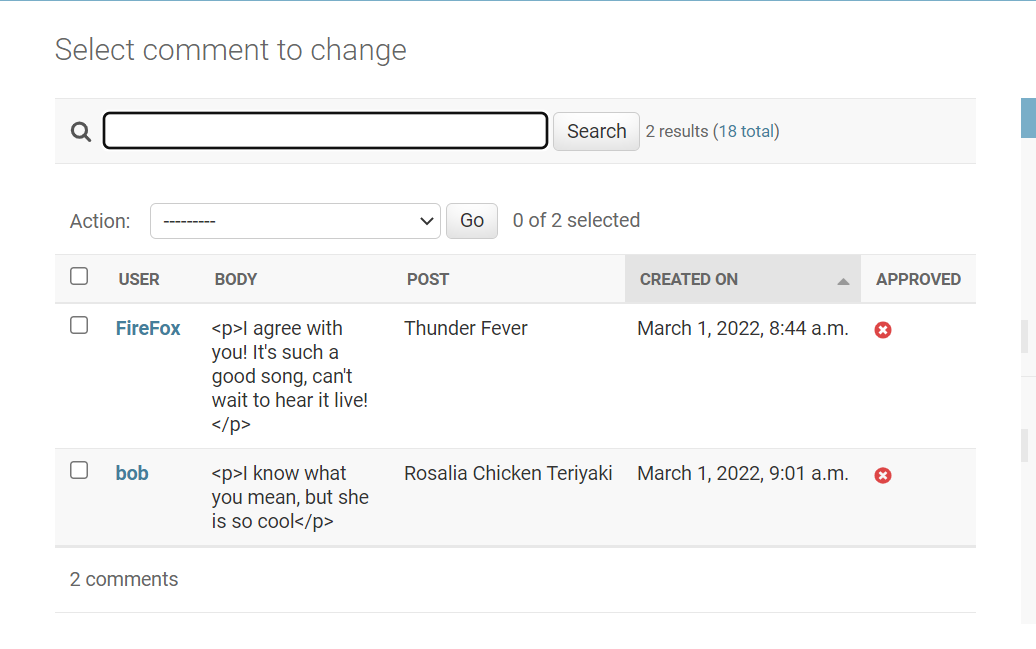 Select comment to change
Search 2 results (18 total)
Action: --------- Go 0 of 2 selected
USER BODY POST CREATED ON APPROVED
FireFox <p>I agree with Thunder Fever March 1, 2022, 8:44 a.m.
you! It's such a
good song, can't
wait to hear it live!
</p>
bob <p>I know what Rosalia Chicken Teriyaki March 1, 2022, 9:01 a.m.
you mean, but she
is so cool</p>
2 comments